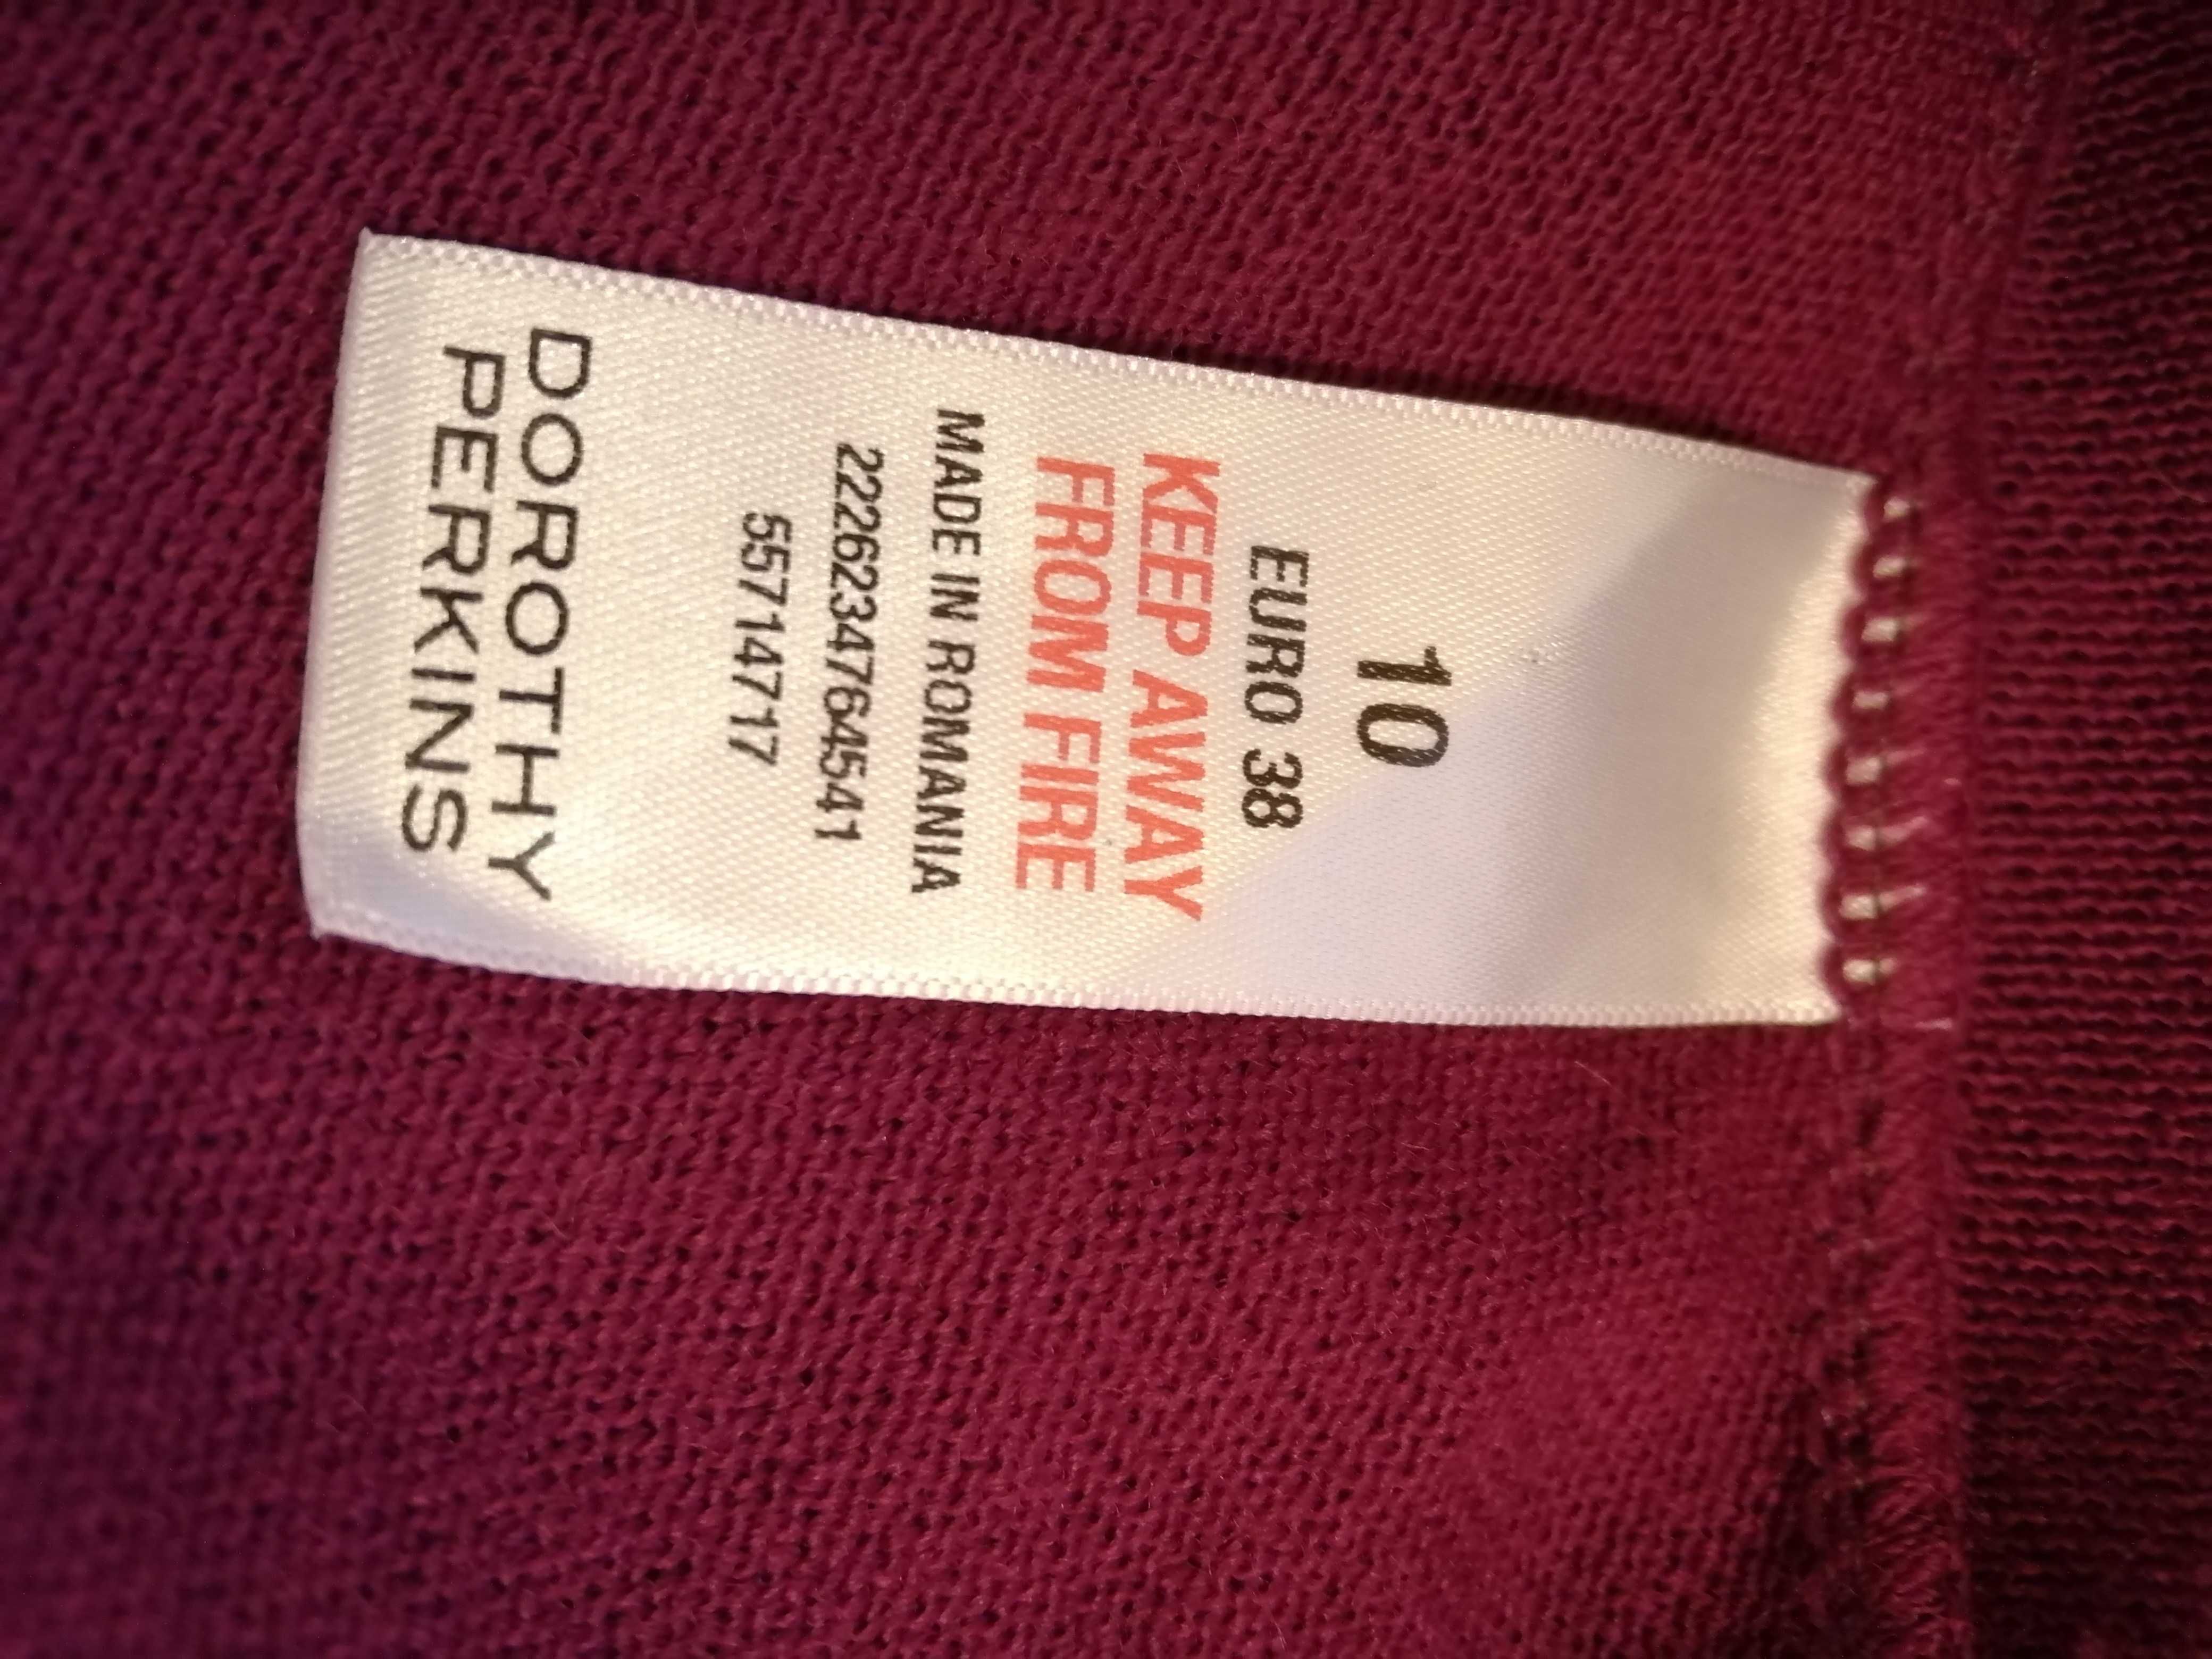 10
EURO 38
KEEP AWAY
FROM FIRE
MADE IN ROMANIA
2226234764541
55714717
DOROTHY
PERKINS